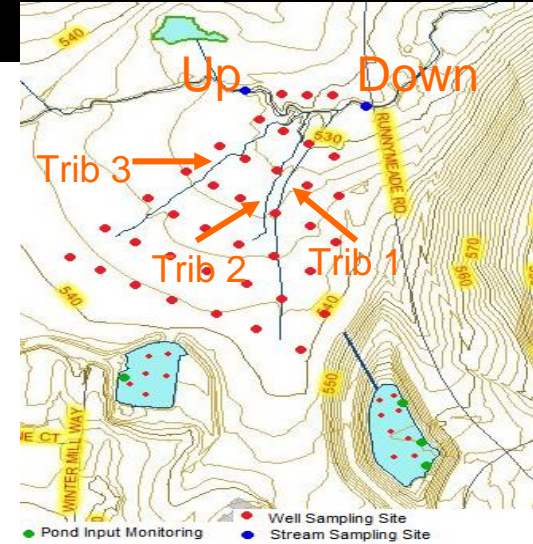 540
Up
Down
530
RUNNYMEADE RD.
Trib 3
Trib 2
Trib 1
570
560
540
540
550
WINTER MILL WAY
E CT
Well Sampling Site
Pond Input Monitoring
Stream Sampling Site